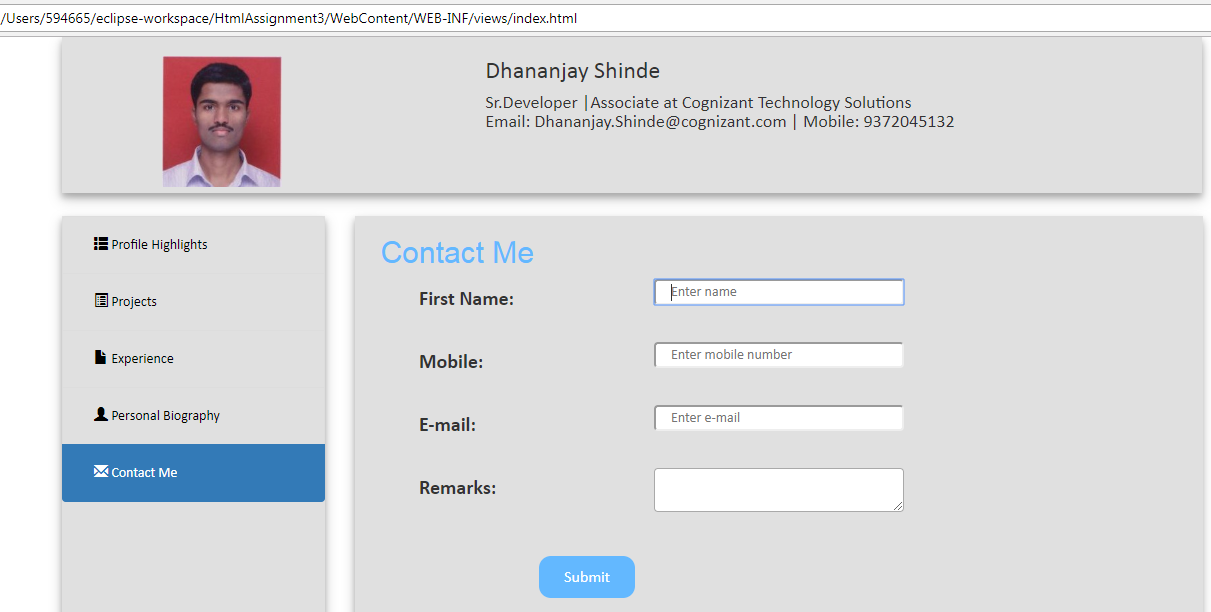 /Users/594665/eclipse-workspace/HtmlAssignment3/WebContent/WEB-INF/views/index.html
Dhananjay Shinde
Sr.Developer |Associate at Cognizant Technology Solutions
Email: Dhananjay.Shinde@cognizant.com | Mobile: 9372045132
Profile Highlights
Projects
Experience
Personal Biography
Contact Me
Contact Me
First Name: Enter name
Mobile: Enter mobile number
E-mail: Enter e-mail
Remarks:
Submit